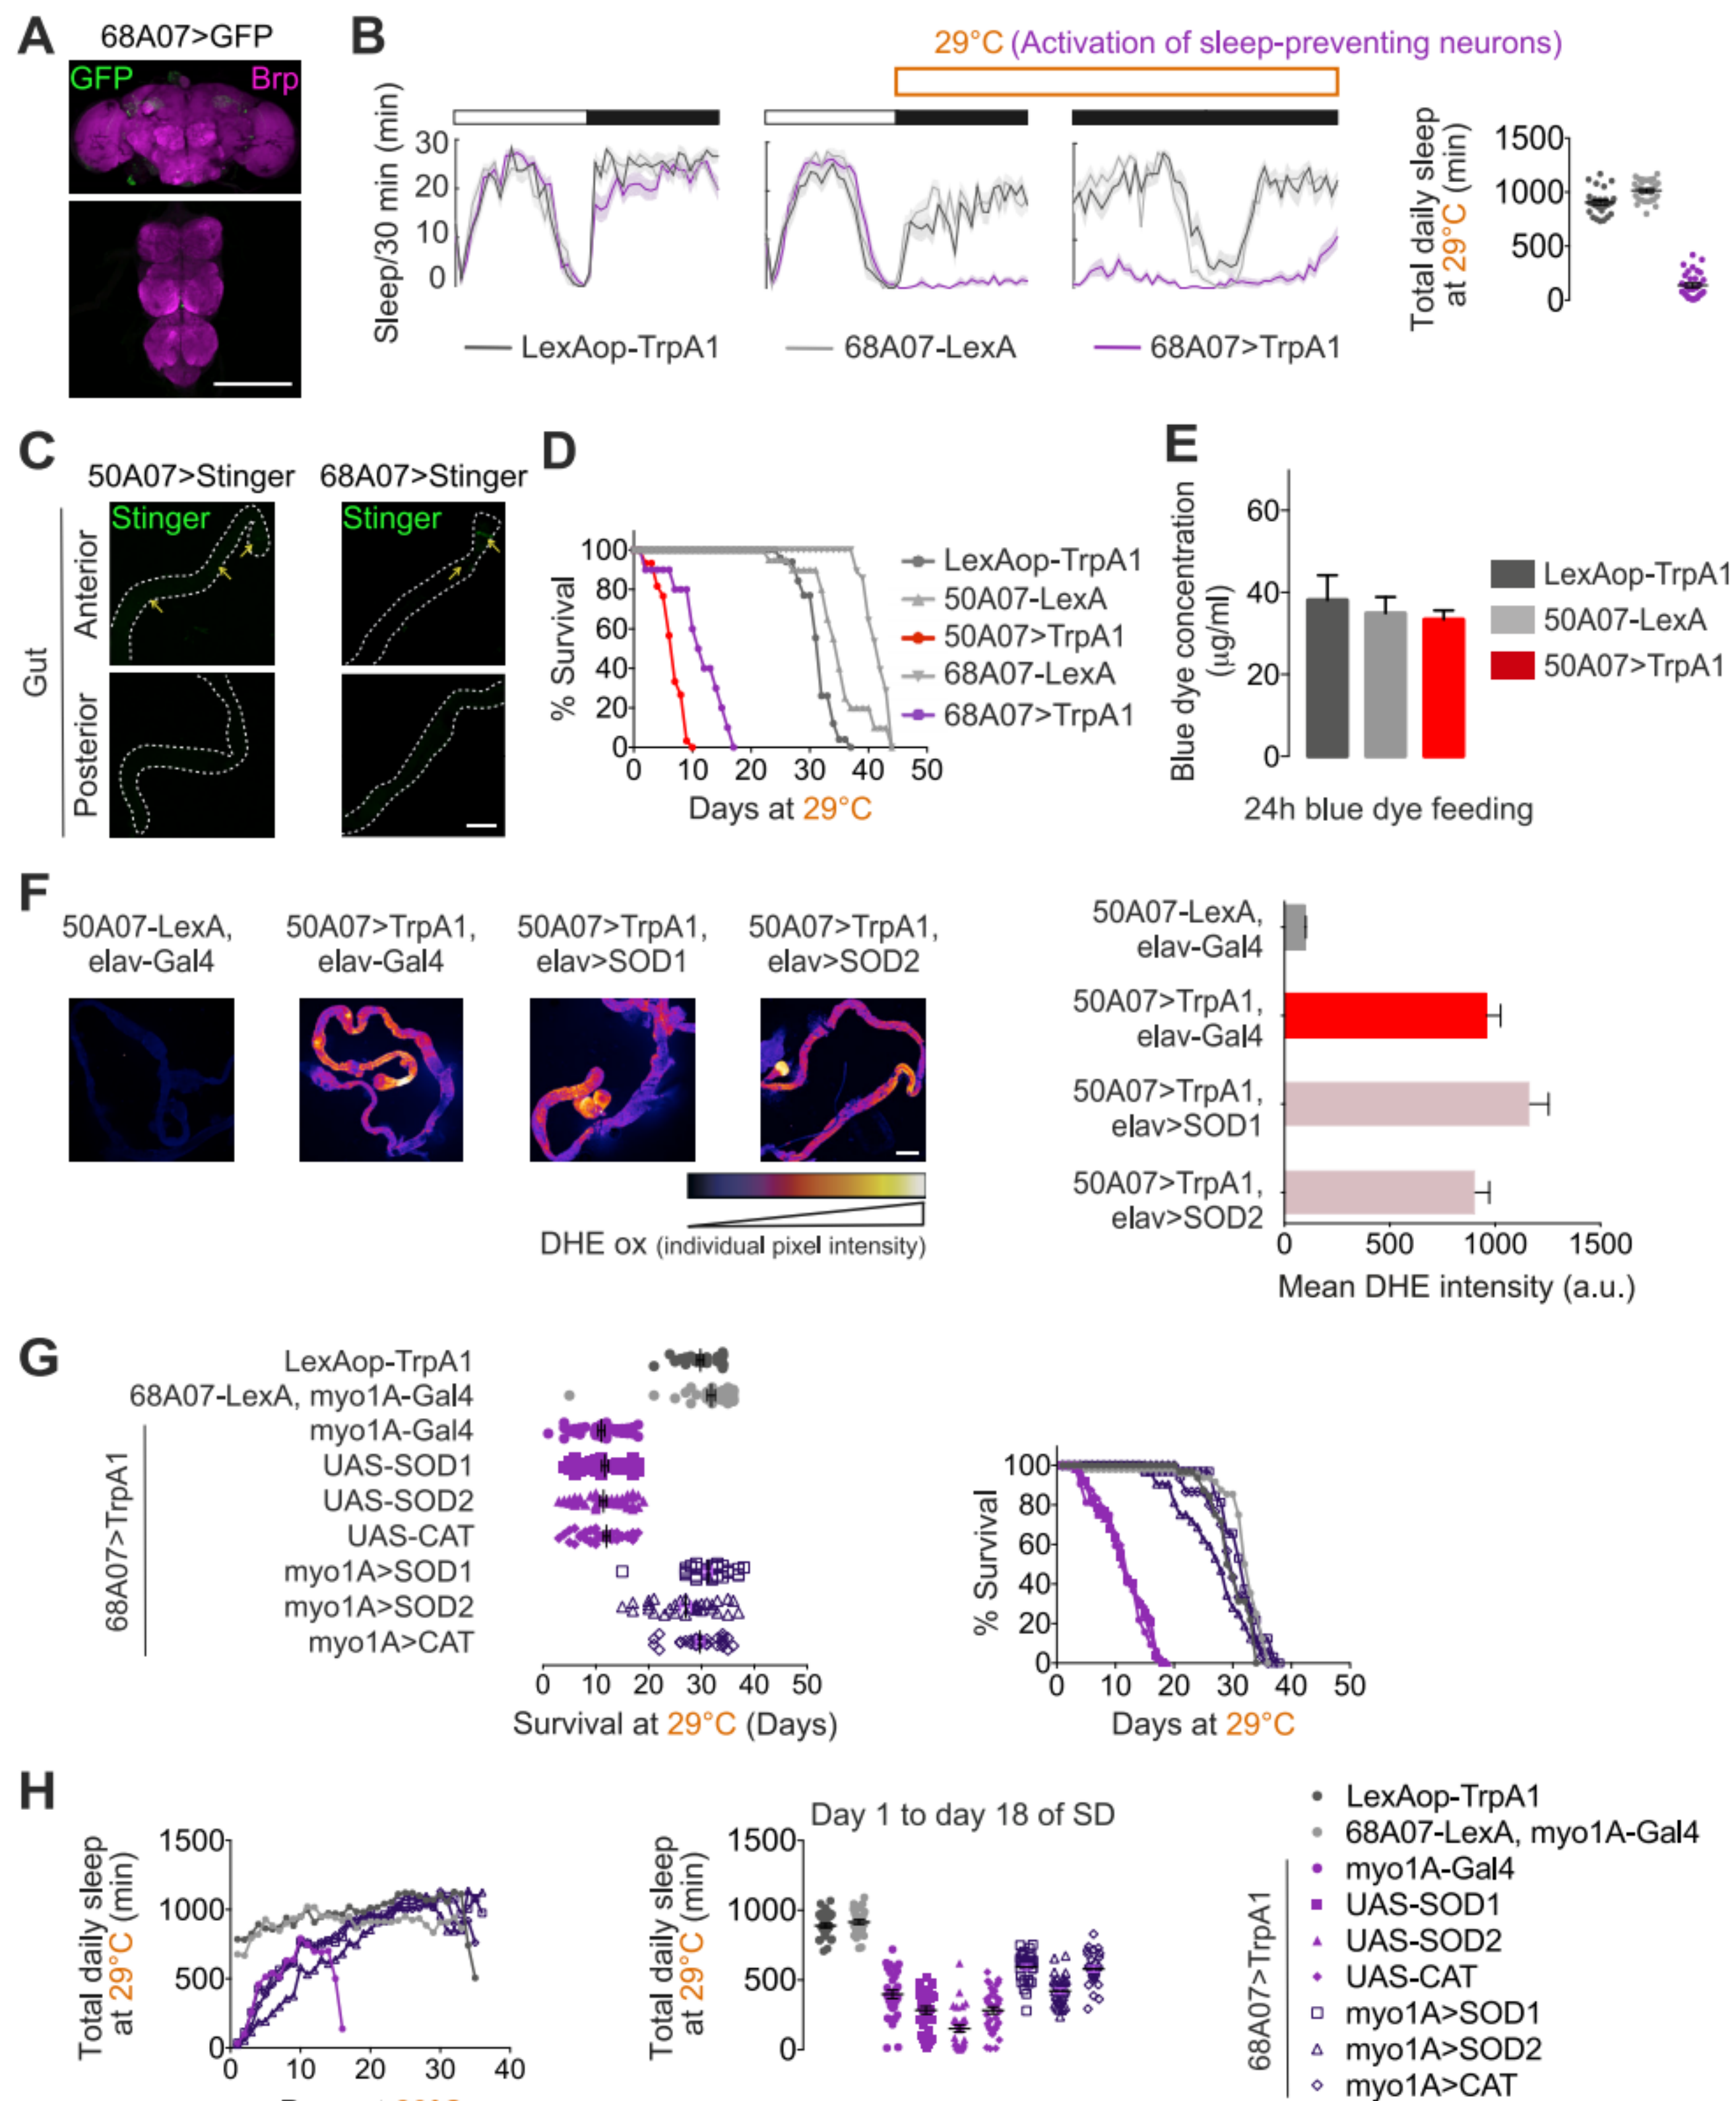 A
68A07>GFP
GFP
Brp
B
29°C (Activation of sleep-preventing neurons)
Sleep/30 min (min)
30
20
10
0
LexAop-TrpA1
68A07-LexA
68A07>TrpA1
Total daily sleep
at 29°C (min)
1500
1000
500
0
C
50A07>Stinger
68A07>Stinger
Stinger
Stinger
Gut
Anterior
Posterior
D
% Survival
100
80
60
40
20
0
0 10 20 30 40 50
Days at 29°C
LexAop-TrpA1
50A07-LexA
50A07>TrpA1
68A07-LexA
68A07>TrpA1
E
Blue dye concentration
(µg/ml)
60
40
20
0
24h blue dye feeding
LexAop-TrpA1
50A07-LexA
50A07>TrpA1
F
50A07-LexA,
elav-Gal4
50A07>TrpA1,
elav-Gal4
50A07>TrpA1,
elav>SOD1
50A07>TrpA1,
elav>SOD2
DHE ox (individual pixel intensity)
50A07-LexA,
elav-Gal4
50A07>TrpA1,
elav-Gal4
50A07>TrpA1,
elav>SOD1
50A07>TrpA1,
elav>SOD2
0 500 1000 1500
Mean DHE intensity (a.u.)
G
LexAop-TrpA1
68A07-LexA, myo1A-Gal4
68A07>TrpA1
myo1A-Gal4
UAS-SOD1
UAS-SOD2
UAS-CAT
myo1A>SOD1
myo1A>SOD2
myo1A>CAT
0 10 20 30 40 50
Survival at 29°C (Days)
% Survival
100
80
60
40
20
0
0 10 20 30 40 50
Days at 29°C
H
Total daily sleep
at 29°C (min)
1500
1000
500
0
0 10 20 30 40
Day 1 to day 18 of SD
Total daily sleep
at 29°C (min)
1500
1000
500
0
LexAop-TrpA1
68A07-LexA, myo1A-Gal4
68A07>TrpA1
myo1A-Gal4
UAS-SOD1
UAS-SOD2
UAS-CAT
myo1A>SOD1
myo1A>SOD2
myo1A>CAT